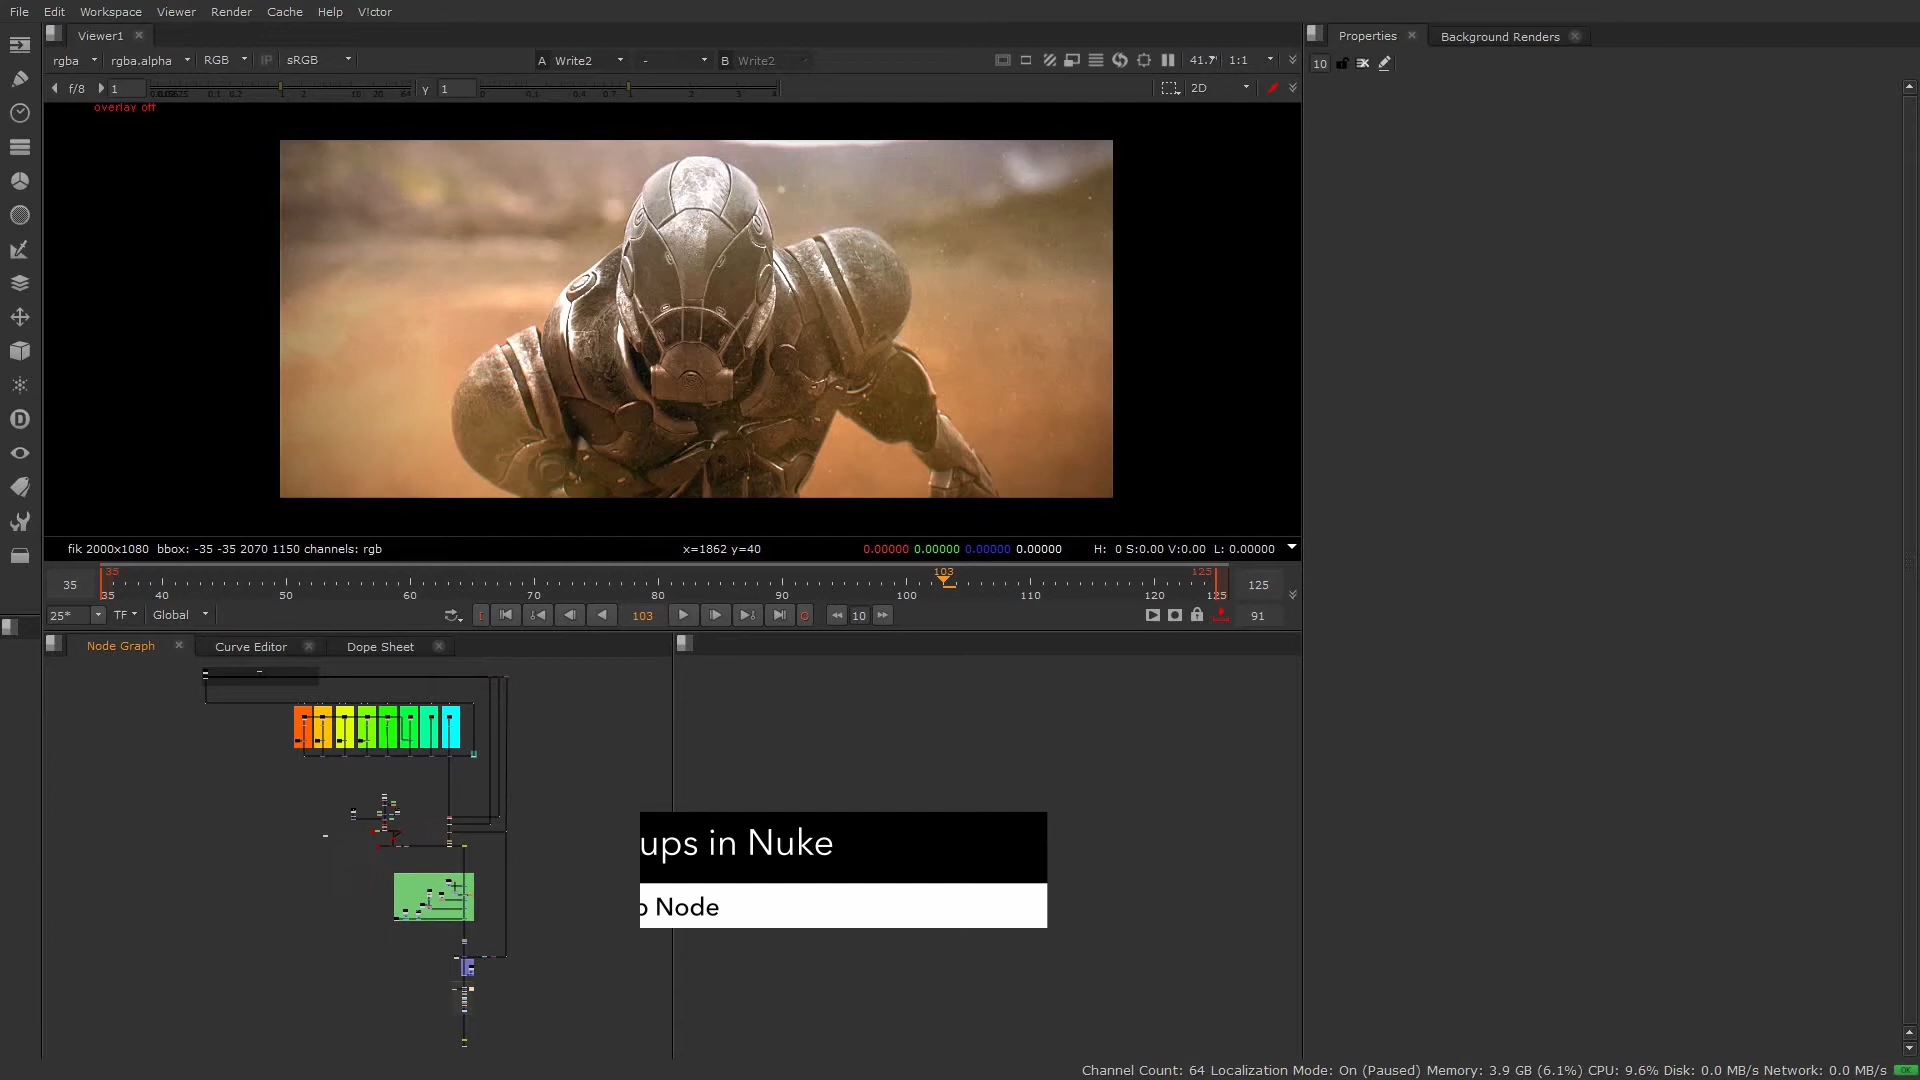 File Edit Workspace Viewer Render Cache Help V!ctor
Viewer1
Properties
Background Renders
rgba rgba.alpha RGB IP sRGB A Write2 - B Write2 41.7 1:1
10
f/8 1 y 1 2D
overlay off
fik 2000x1080 bbox: -35 -35 2070 1150 channels: rgb x=1862 y=40 0.00000 0.00000 0.00000 0.00000 H: 0 S:0.00 V:0.00 L: 0.00000
35 103 125
35 125
35 40 50 60 70 80 90 100 110 120 125
25* TF Global 103 10 91
Node Graph Curve Editor Dope Sheet
ups in Nuke
Node
Channel Count: 64 Localization Mode: On (Paused) Memory: 3.9 GB (6.1%) CPU: 9.6% Disk: 0.0 MB/s Network: 0.0 MB/s OK